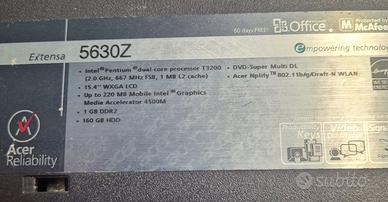 60 days FREE
Office
Protected by
McAfee
Extensa 5630Z
empowering technology
• Intel® Pentium® dual core processor T3200
(2.0 GHz, 667 MHz FSB, 1 MB L2 cache)
• 15.4" WXGA LCD
• Up to 220 MB Mobile Intel® Graphics
Media Accelerator 4500M
• 1 GB DDR2
• 160 GB HDD
• DVD-Super Multi DL
• Acer Nplify™ 802.11b/g/Draft-N WLAN
Acer
Reliability
Video
subito